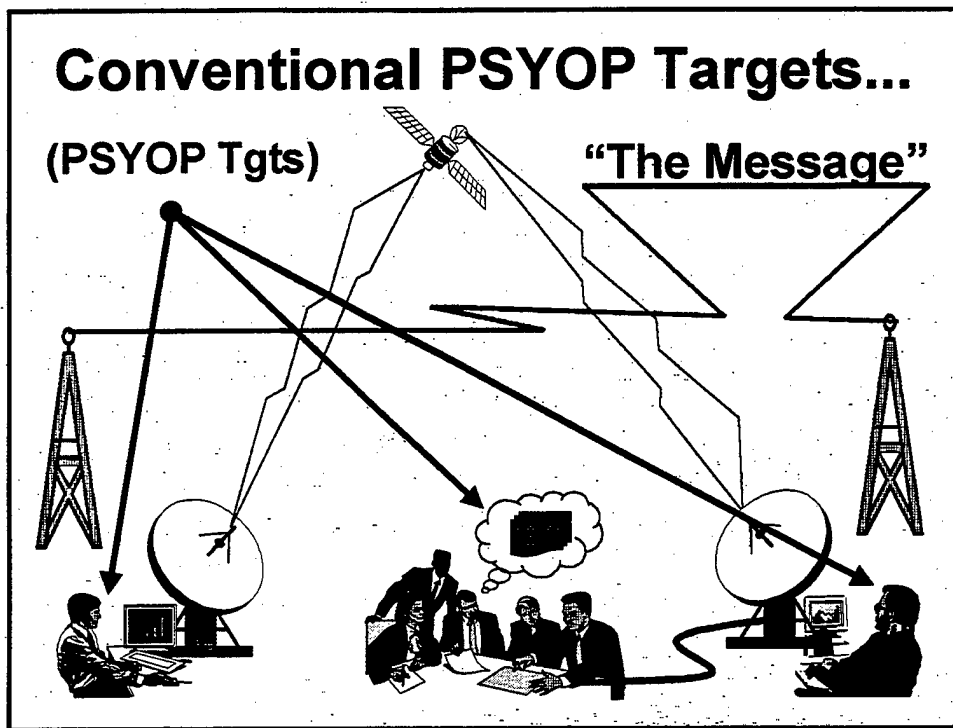 Conventional PSYOP Targets...
(PSYOP Tgts)
“The Message”